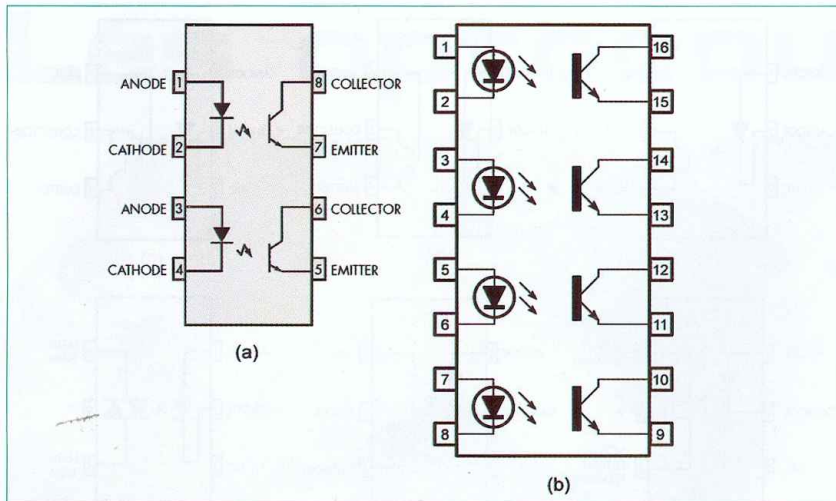 ANODE 1 8 COLLECTOR
CATHODE 2 7 EMITTER
ANODE 3 6 COLLECTOR
CATHODE 4 5 EMITTER
(a)
1 16
2 15
3 14
4 13
5 12
6 11
7 10
8 9
(b)